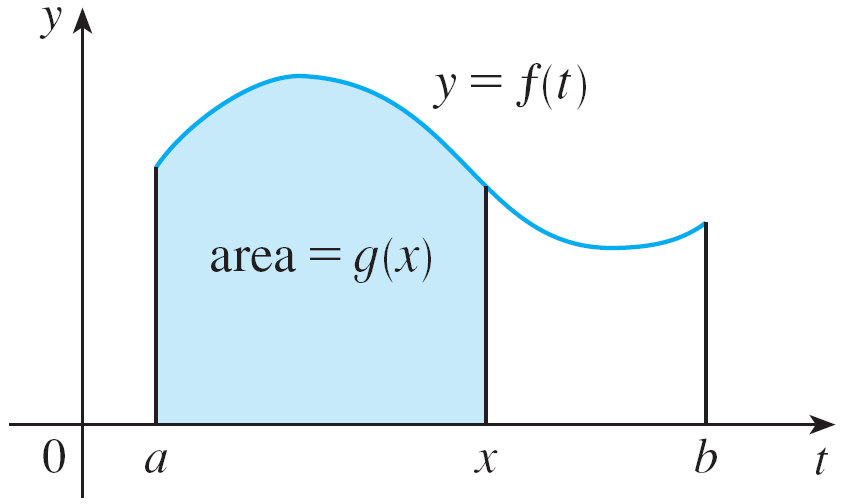 y
y = f(t)
area = g(x)
0 a x b t